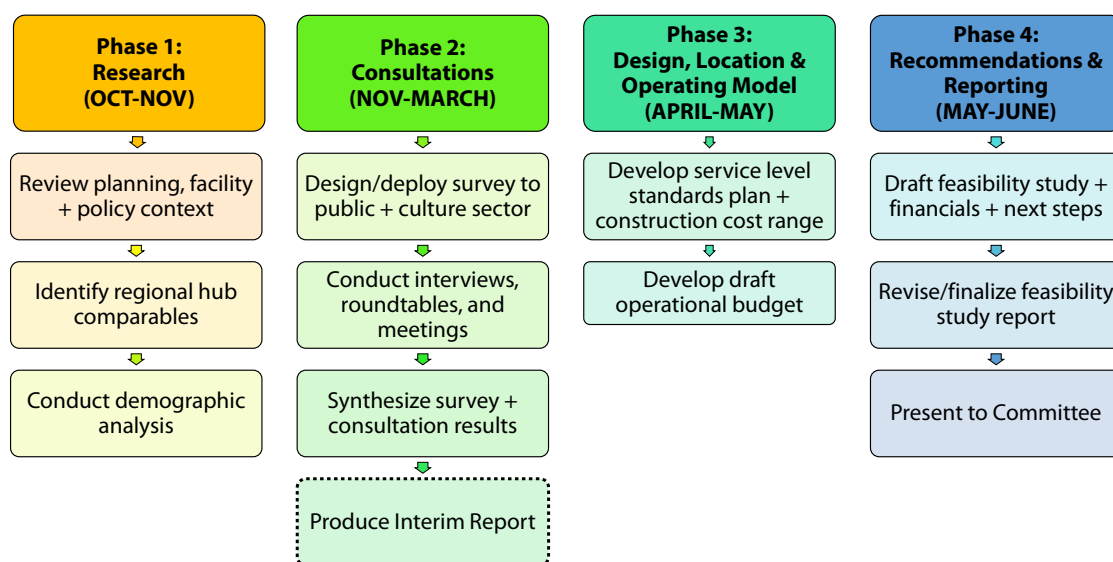 Phase 1:
Research
(OCT-NOV)
Review planning, facility
+ policy context
Identify regional hub
comparables
Conduct demographic
analysis
Phase 2:
Consultations
(NOV-MARCH)
Design/deploy survey to
public + culture sector
Conduct interviews,
roundtables, and
meetings
Synthesize survey +
consultation results
Produce Interim Report
Phase 3:
Design, Location &
Operating Model
(APRIL-MAY)
Develop service level
standards plan +
construction cost range
Develop draft
operational budget
Phase 4:
Recommendations &
Reporting
(MAY-JUNE)
Draft feasibility study +
financials + next steps
Revise/finalize feasibility
study report
Present to Committee